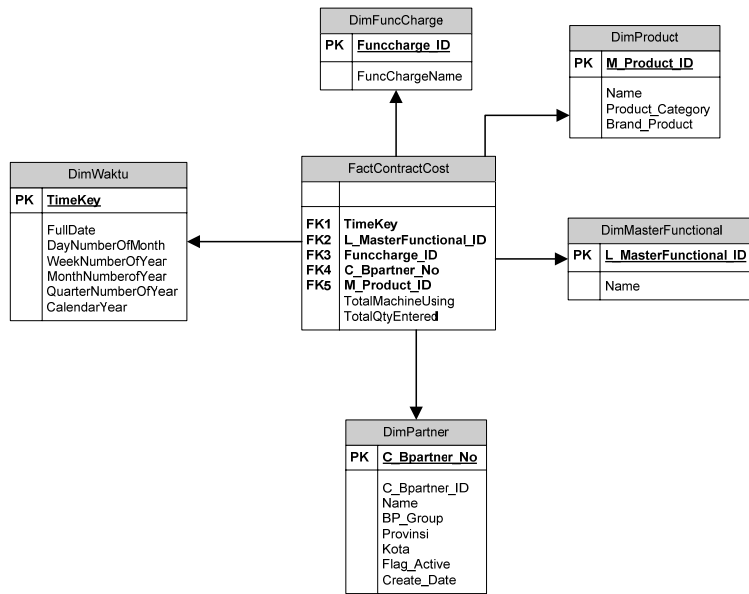 DimFuncCharge
PK Funccharge_ID
FuncChargeName
DimProduct
PK M_Product_ID
Name
Product_Category
Brand_Product
DimWaktu
PK TimeKey
FullDate
DayNumberOfMonth
WeekNumberOfYear
MonthNumberofYear
QuarterNumberOfYear
CalendarYear
FactContractCost
FK1 TimeKey
FK2 L_MasterFunctional_ID
FK3 Funccharge_ID
FK4 C_Bpartner_No
FK5 M_Product_ID
TotalMachineUsing
TotalQtyEntered
DimMasterFunctional
PK L_MasterFunctional_ID
Name
DimPartner
PK C_Bpartner_No
C_Bpartner_ID
Name
BP_Group
Provinsi
Kota
Flag_Active
Create_Date